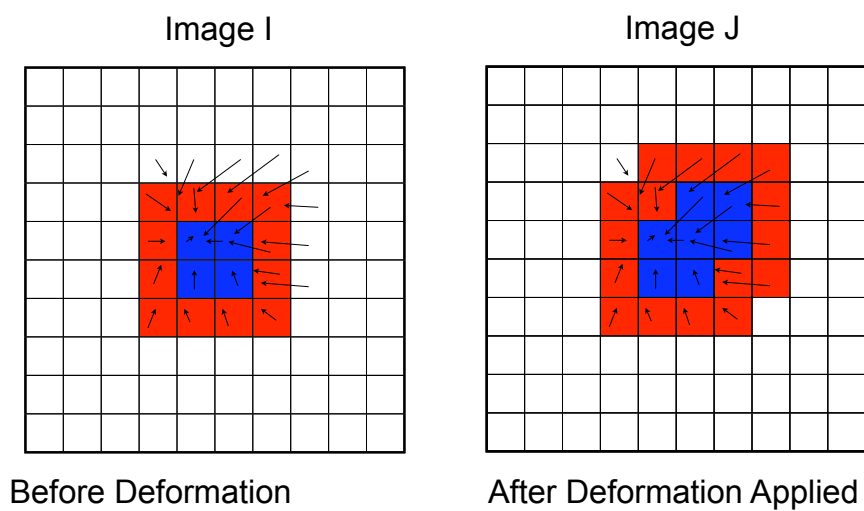 Image I
Image J
Before Deformation
After Deformation Applied